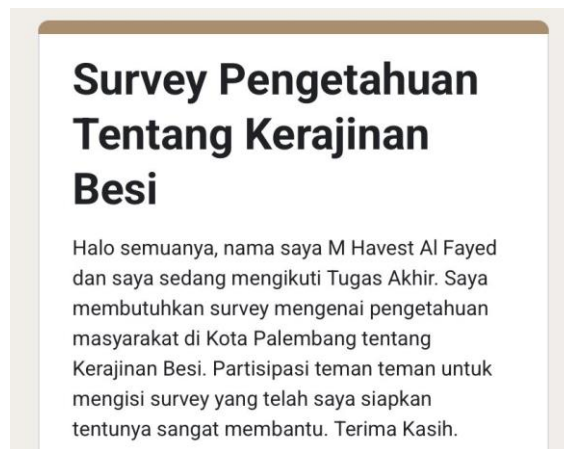 Survey Pengetahuan
Tentang Kerajinan
Besi
Halo semuanya, nama saya M Havest Al Fayed
dan saya sedang mengikuti Tugas Akhir. Saya
membutuhkan survey mengenai pengetahuan
masyarakat di Kota Palembang tentang
Kerajinan Besi. Partisipasi teman teman untuk
mengisi survey yang telah saya siapkan
tentunya sangat membantu. Terima Kasih.